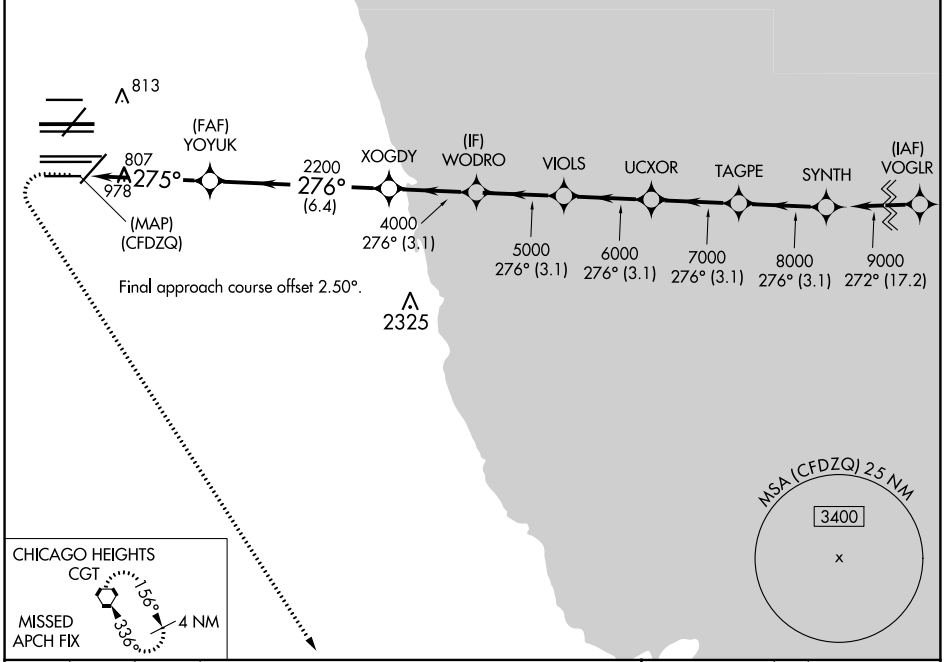 813
(FAF)
YOYUK
807
978
275°
(MAP)
(CFDZQ)
2200
276°
(6.4)
XOGDY
4000
276° (3.1)
(IF)
WODRO
5000
276° (3.1)
VIOLS
6000
276° (3.1)
UCXOR
7000
276° (3.1)
TAGPE
8000
276° (3.1)
SYNTH
9000
272° (17.2)
(IAF)
VOGLR
Final approach course offset 2.50°.
2325
MSA (CFDZQ) 25 NM
3400
x
CHICAGO HEIGHTS
CGT
156°
336°
4 NM
MISSED
APCH FIX